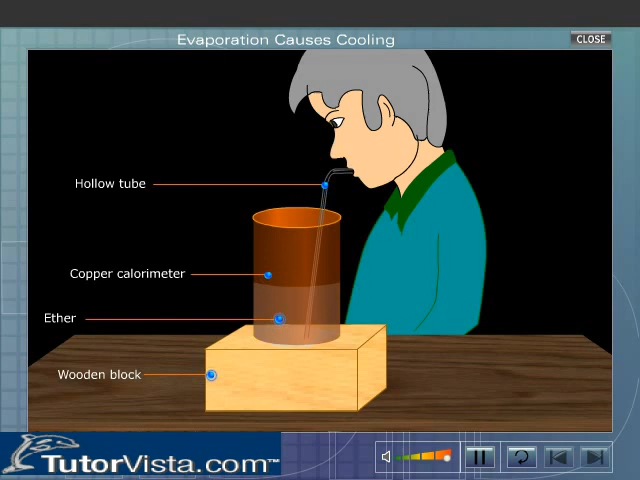 Evaporation Causes Cooling
CLOSE
Hollow tube
Copper calorimeter
Ether
Wooden block
TutorVista.com™